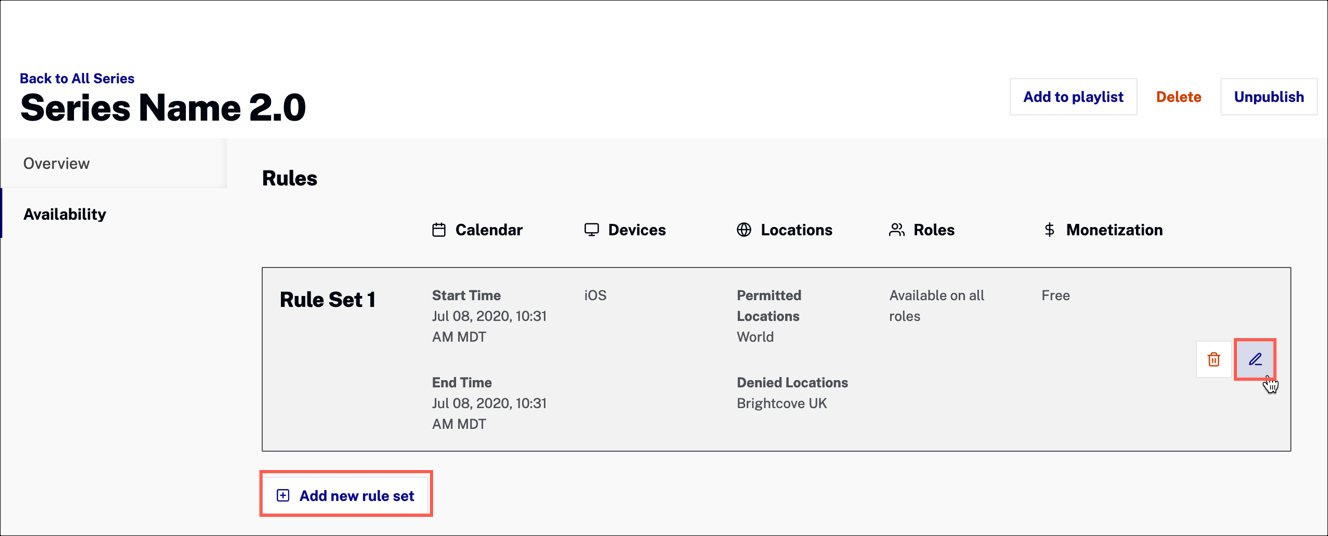 Back to All Series
Series Name 2.0
Add to playlist
Delete
Unpublish
Overview
Availability
Rules
Calendar
Devices
Locations
Roles
Monetization
Rule Set 1
Start Time
Jul 08, 2020, 10:31
AM MDT
End Time
Jul 08, 2020, 10:31
AM MDT
iOS
Permitted
Locations
World
Denied Locations
Brightcove UK
Available on all
roles
Free
Add new rule set